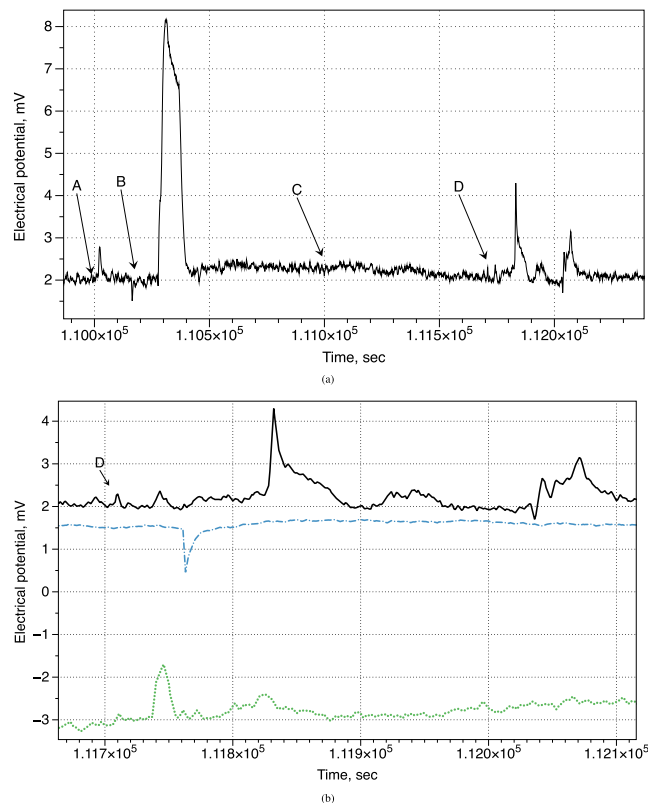 8
7
6
5
4
3
2
Electrical potential, mV
A
B
C
D
1.100×10⁵
1.105×10⁵
1.110×10⁵
1.115×10⁵
1.120×10⁵
Time, sec
(a)
4
3
2
1
0
−1
−2
−3
Electrical potential, mV
D
1.117×10⁵
1.118×10⁵
1.119×10⁵
1.120×10⁵
1.121×10⁵
Time, sec
(b)